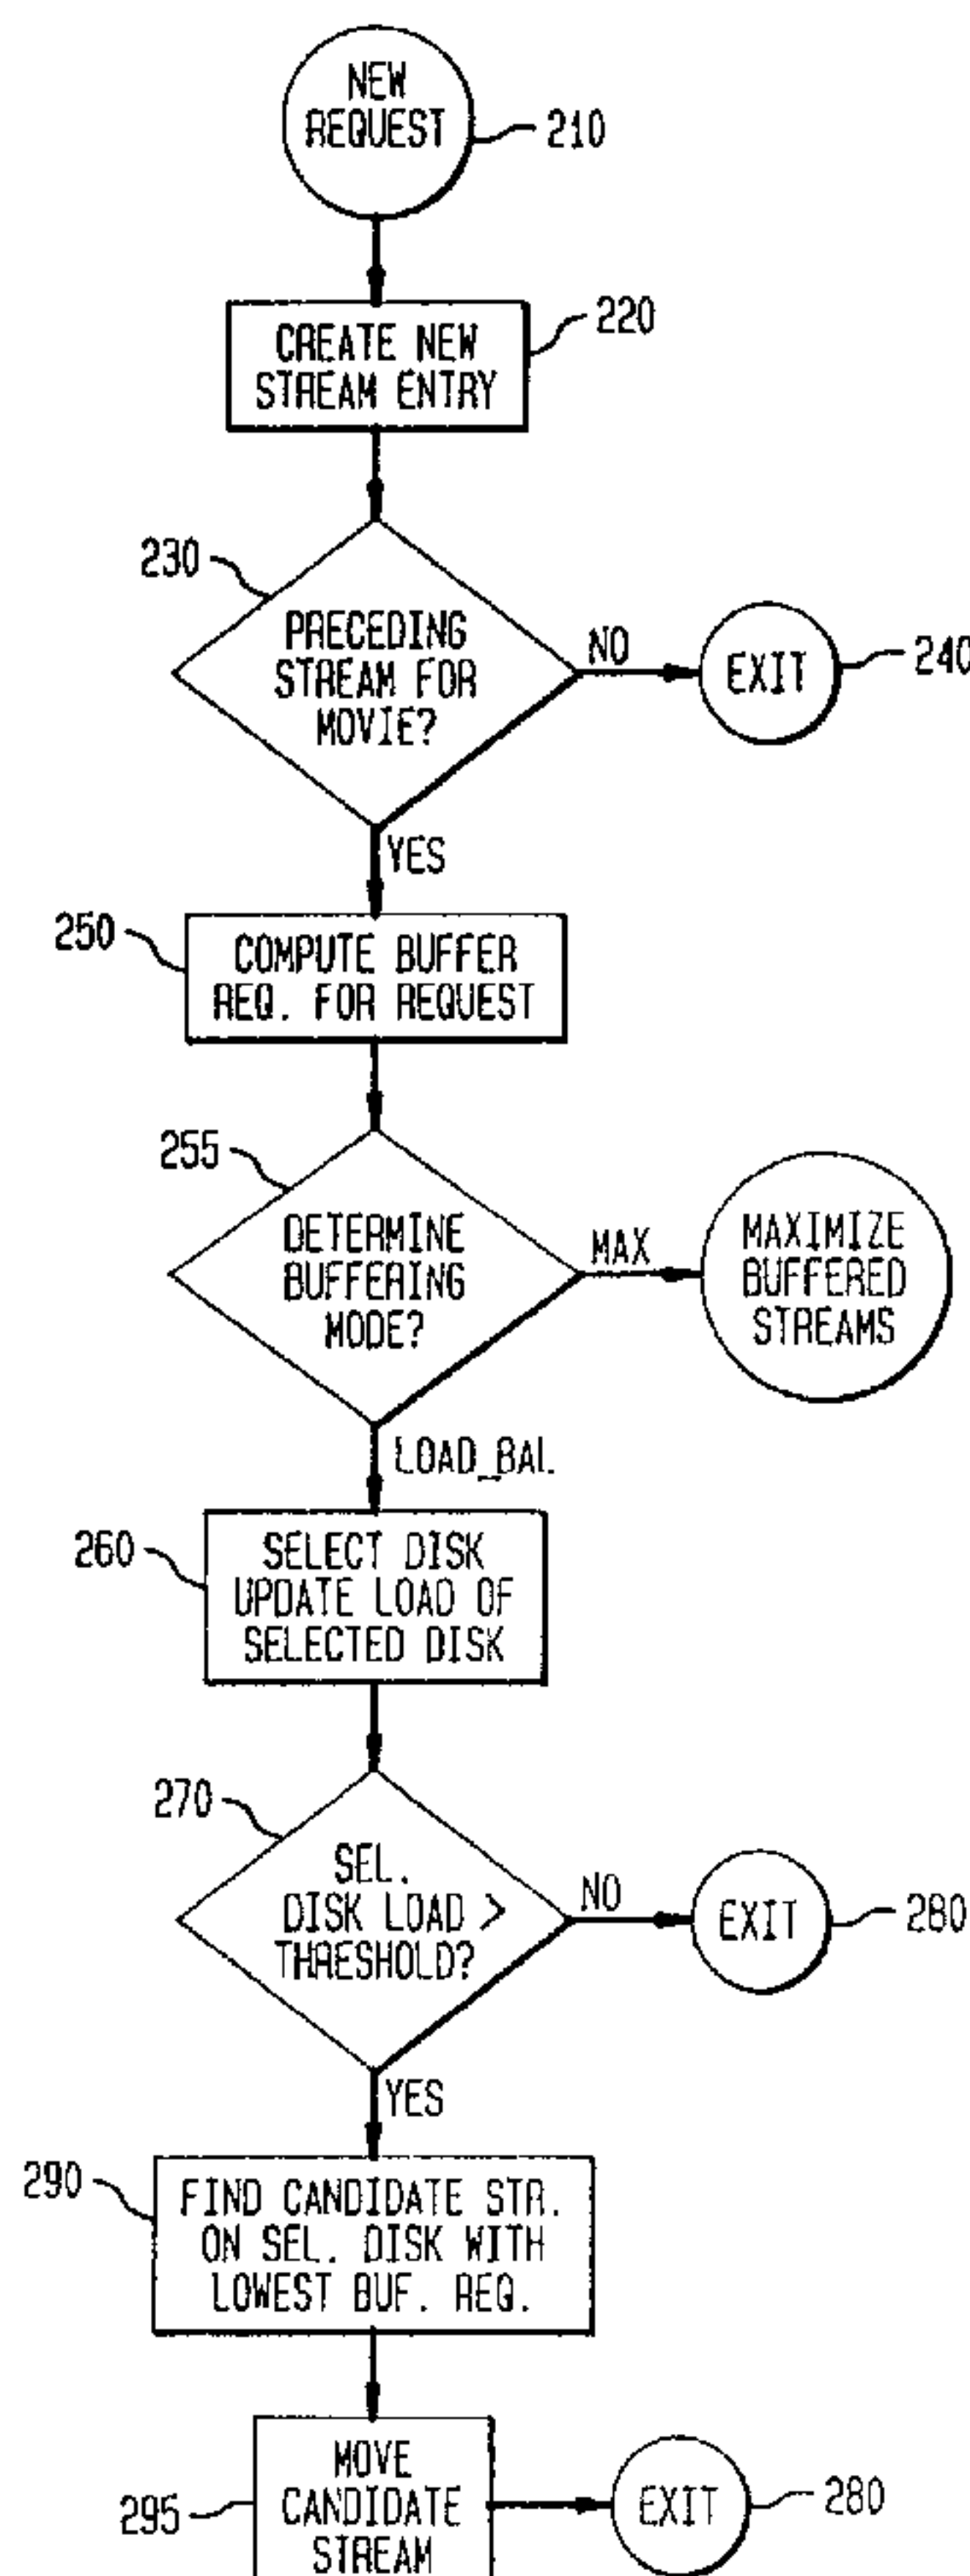 NEW
REQUEST
210
CREATE NEW
STREAM ENTRY
220
230
PRECEDING
STREAM FOR
MOVIE?
NO
EXIT
240
YES
250
COMPUTE BUFFER
REQ. FOR REQUEST
255
DETERMINE
BUFFERING
MODE?
MAX
MAXIMIZE
BUFFERED
STREAMS
LOAD_BAL.
260
SELECT DISK
UPDATE LOAD OF
SELECTED DISK
270
SEL.
DISK LOAD >
THRESHOLD?
NO
EXIT
280
YES
290
FIND CANDIDATE STR.
ON SEL. DISK WITH
LOWEST BUF. REQ.
295
MOVE
CANDIDATE
STREAM
EXIT
280